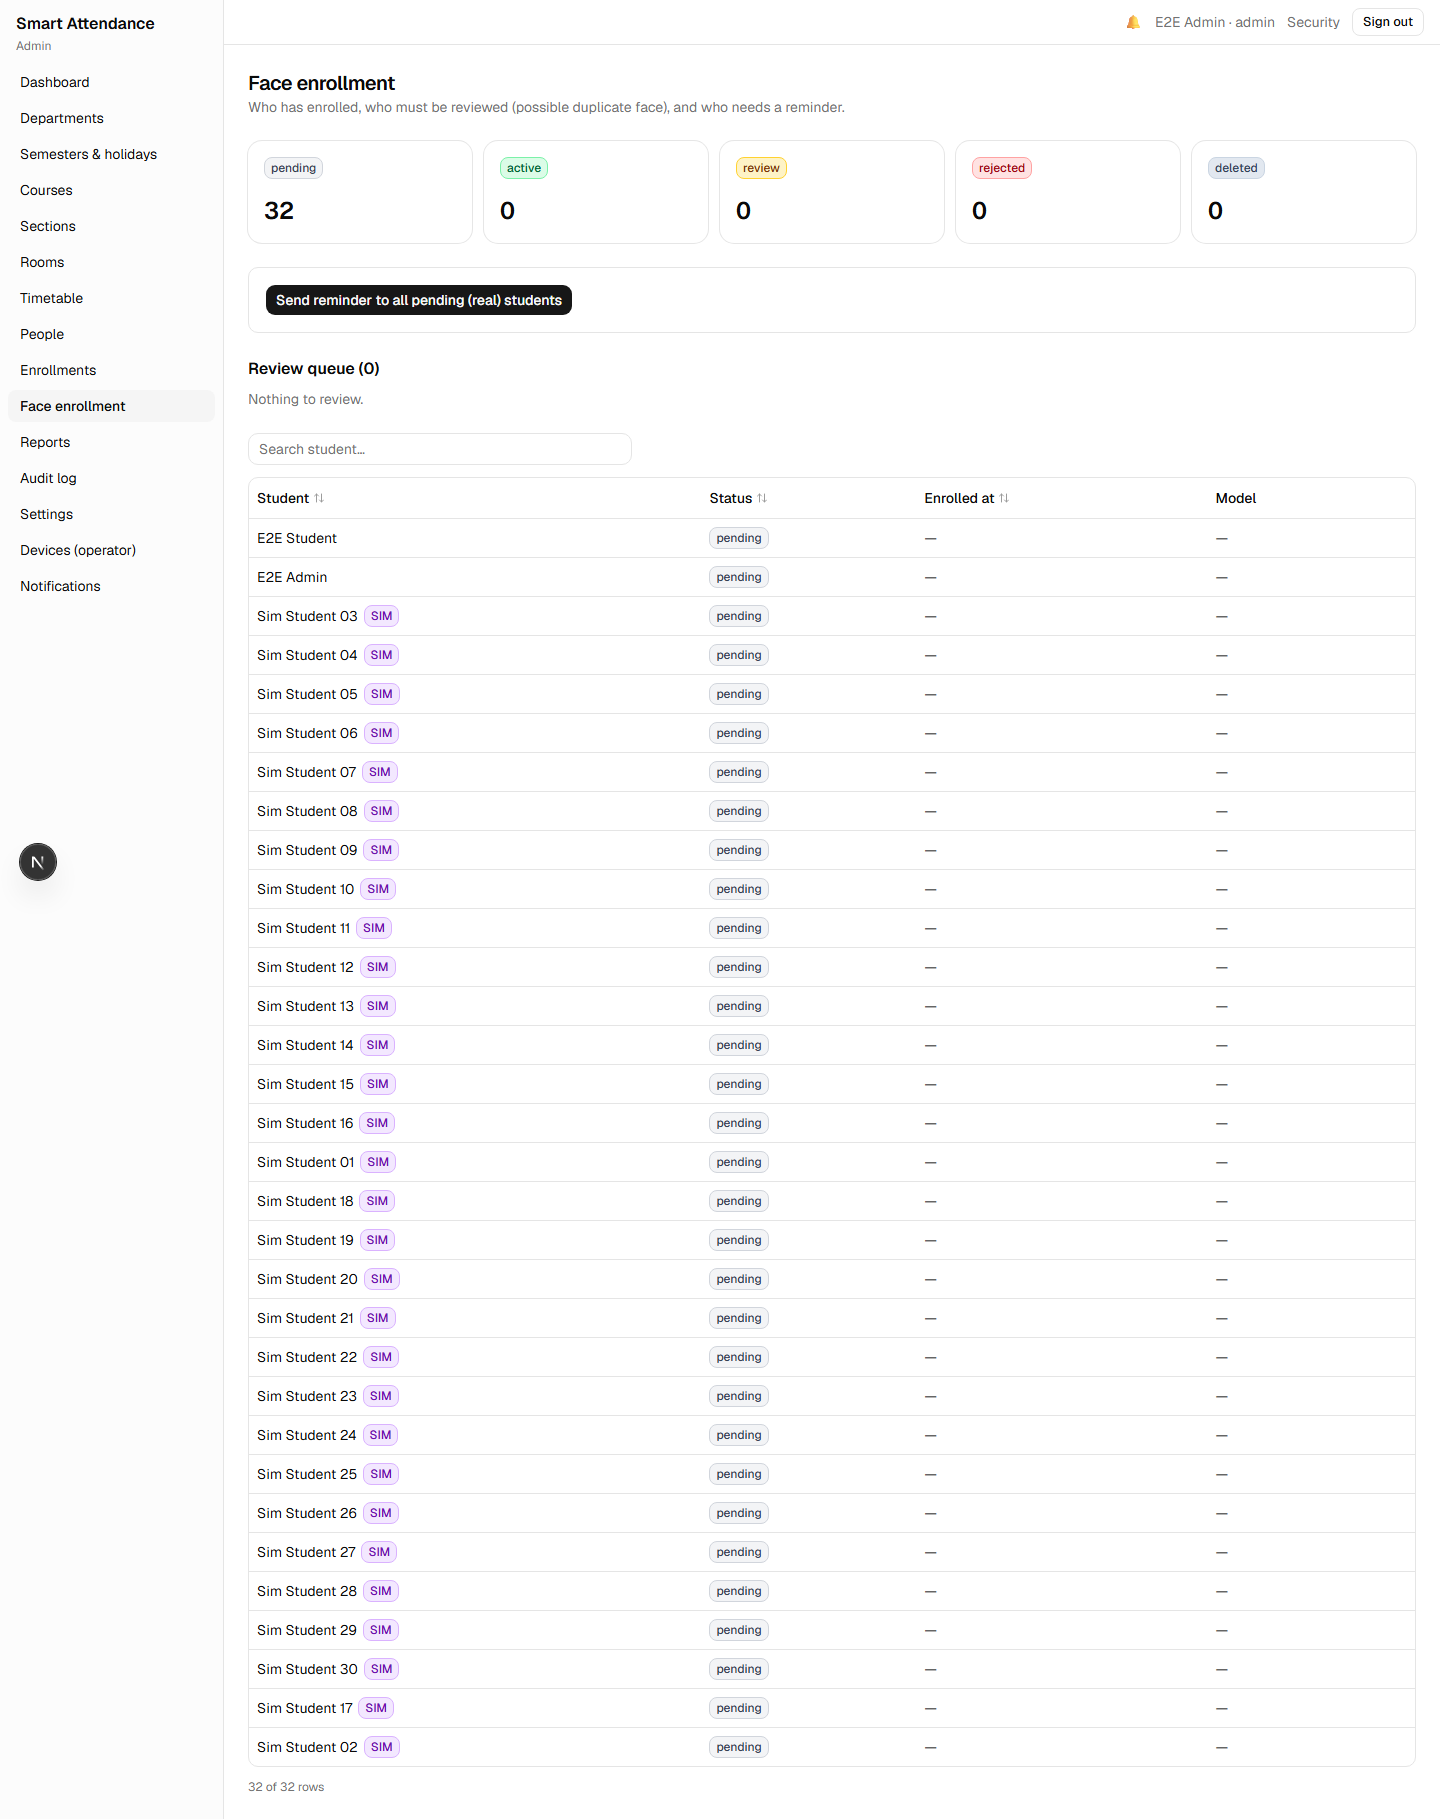 Smart Attendance
Admin
Dashboard
Departments
Semesters & holidays
Courses
Sections
Rooms
Timetable
People
Enrollments
Face enrollment
Reports
Audit log
Settings
Devices (operator)
Notifications
E2E Admin · admin Security Sign out
Face enrollment
Who has enrolled, who must be reviewed (possible duplicate face), and who needs a reminder.
pending active review rejected deleted
32 0 0 0 0
Send reminder to all pending (real) students
Review queue (0)
Nothing to review.
Search student...
Student Status Enrolled at Model
E2E Student pending — —
E2E Admin pending — —
Sim Student 03 SIM pending — —
Sim Student 04 SIM pending — —
Sim Student 05 SIM pending — —
Sim Student 06 SIM pending — —
Sim Student 07 SIM pending — —
Sim Student 08 SIM pending — —
Sim Student 09 SIM pending — —
Sim Student 10 SIM pending — —
Sim Student 11 SIM pending — —
Sim Student 12 SIM pending — —
Sim Student 13 SIM pending — —
Sim Student 14 SIM pending — —
Sim Student 15 SIM pending — —
Sim Student 16 SIM pending — —
Sim Student 01 SIM pending — —
Sim Student 18 SIM pending — —
Sim Student 19 SIM pending — —
Sim Student 20 SIM pending — —
Sim Student 21 SIM pending — —
Sim Student 22 SIM pending — —
Sim Student 23 SIM pending — —
Sim Student 24 SIM pending — —
Sim Student 25 SIM pending — —
Sim Student 26 SIM pending — —
Sim Student 27 SIM pending — —
Sim Student 28 SIM pending — —
Sim Student 29 SIM pending — —
Sim Student 30 SIM pending — —
Sim Student 17 SIM pending — —
Sim Student 02 SIM pending — —
32 of 32 rows
N